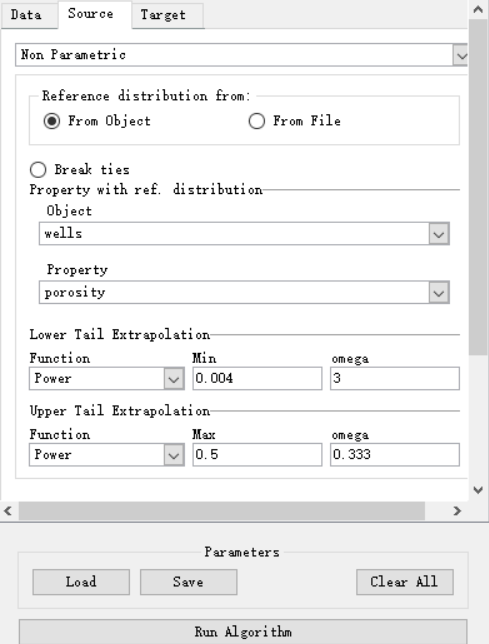 Data Source Target
Non Parametric
Reference distribution from:
From Object From File
Break ties
Property with ref. distribution
Object
wells
Property
porosity
Lower Tail Extrapolation
Function Min omega
Power 0.004 3
Upper Tail Extrapolation
Function Max omega
Power 0.5 0.333
Parameters
Load Save Clear All
Run Algorithm